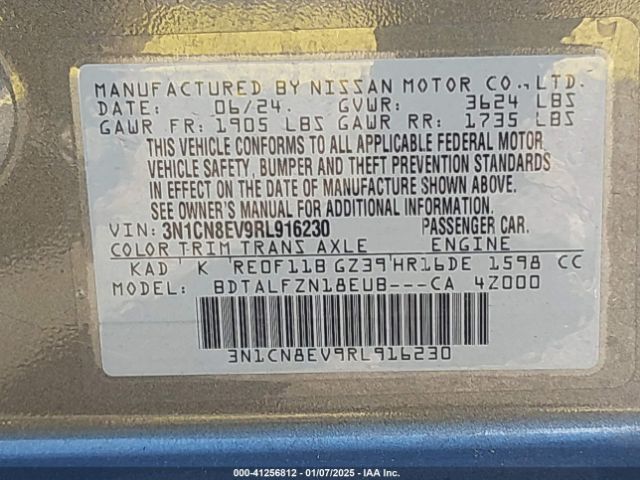 MANUFACTURED BY NISSAN MOTOR CO., LTD.
DATE: 06/24. GVWR: 3624 LBS
GAWR FR: 1905 LBS GAWR RR: 1735 LBS
THIS VEHICLE CONFORMS TO ALL APPLICABLE FEDERAL MOTOR
VEHICLE SAFETY, BUMPER AND THEFT PREVENTION STANDARDS
IN EFFECT ON THE DATE OF MANUFACTURE SHOWN ABOVE.
SEE OWNER'S MANUAL FOR ADDITIONAL INFORMATION.
VIN: 3N1CN8EV9RL916230 PASSENGER CAR.
COLOR TRIM TRANS AXLE ENGINE
KAD K RE0F11B GZ39 HR16DE 1598 CC
MODEL: BDTALFZN18EUB---CA 4Z000
3N1CN8EV9RL916230
000-41256812 - 01/07/2025 - IAA Inc.